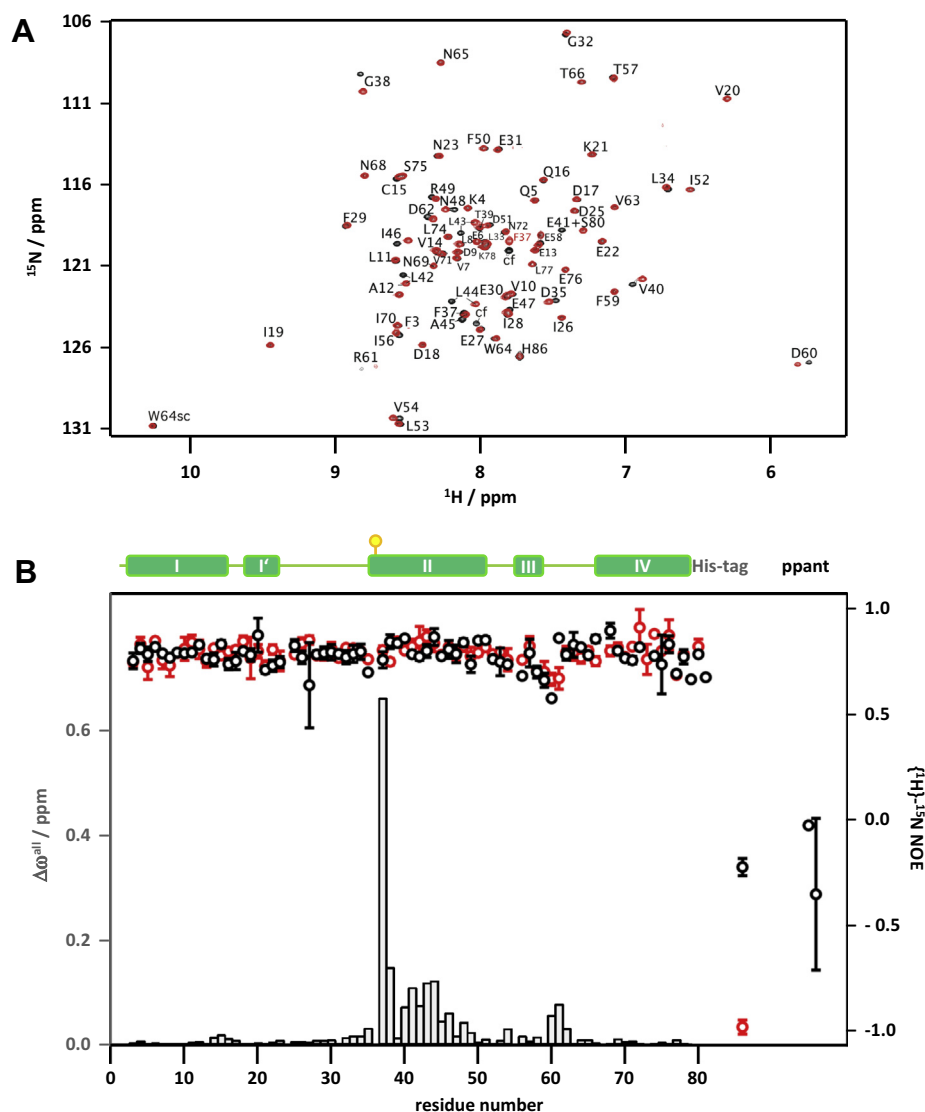 A
106
111
116
121
126
131
15N / ppm
10
9
8
7
6
1H / ppm
G32
N65
G38
T66
T57
V20
N23
F50
E31
K21
N68
S75
Q16
C15
R49
Q5
D17
L34
I52
N48
K4
D62
T39
D51
D25
V63
F29
L74
L43
N72
E41+S80
I46
V14
L8
F6
L33
F37
E58
E22
L11
N69
V71
D9
K78
cf
E13
V7
L77
E76
A12
L42
L44
E30
V10
D35
F59
V40
I70
F3
F37
cf
E47
A45
I28
I26
I19
I56
E27
W64
H86
R61
D18
D60
V54
W64sc
L53
B
I
I‘
II
III
IV
His-tag
ppant
0.6
0.4
0.2
0.0
Δωall / ppm
1.0
0.5
0.0
- 0.5
-1.0
{1H}-15N NOE
0
10
20
30
40
50
60
70
80
residue number